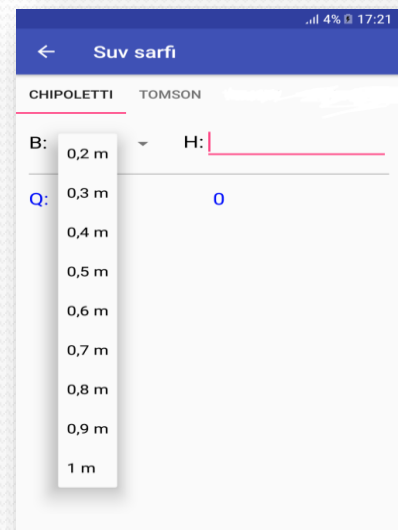 4% 17:21
← Suv sarfi
CHIPOLETTI TOMSON
B: H:
0,2 m
Q: 0
0,3 m
0,4 m
0,5 m
0,6 m
0,7 m
0,8 m
0,9 m
1 m